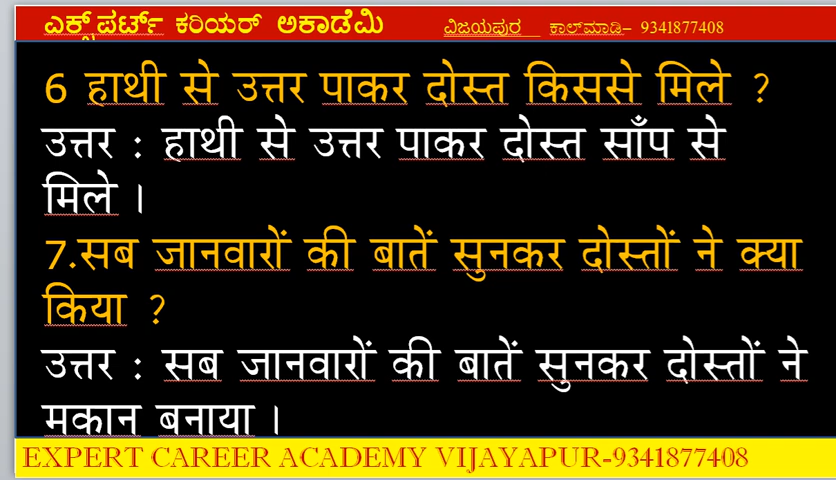 ಎಕ್ಸ್‌ಪರ್ಟ್ ಕರಿಯರ್ ಅಕಾಡೆಮಿ ವಿಜಯಪುರ ಕಾಲ್‌ಮಾಡಿ– 9341877408
6 हाथी से उत्तर पाकर दोस्त किससे मिले ?
उत्तर : हाथी से उत्तर पाकर दोस्त साँप से
मिले ।
7.सब जानवारों की बातें सुनकर दोस्तों ने क्या
किया ?
उत्तर : सब जानवारों की बातें सुनकर दोस्तों ने
मकान बनाया ।
EXPERT CAREER ACADEMY VIJAYAPUR-9341877408